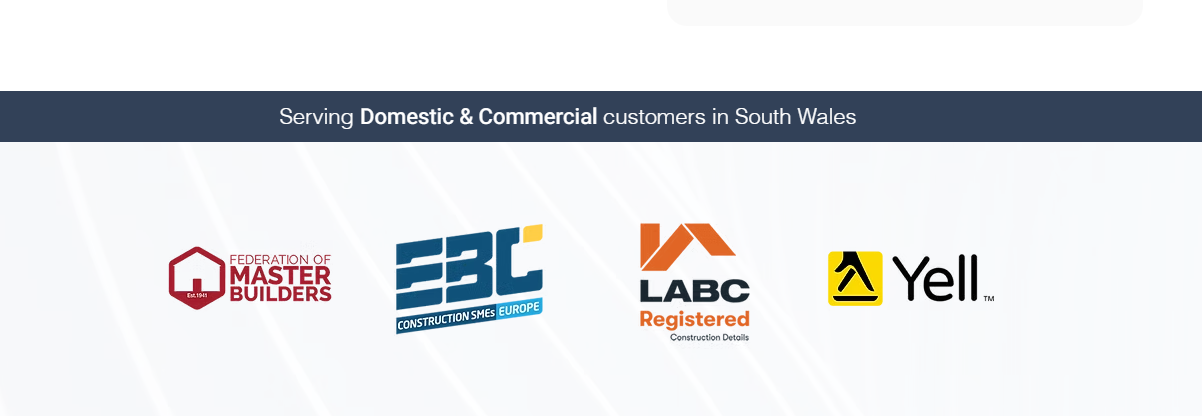 Serving Domestic & Commercial customers in South Wales
FEDERATION OF
MASTER
BUILDERS
Est.1941
EBC
CONSTRUCTION SMEs EUROPE
LABC
Registered
Construction Details
Yell ™